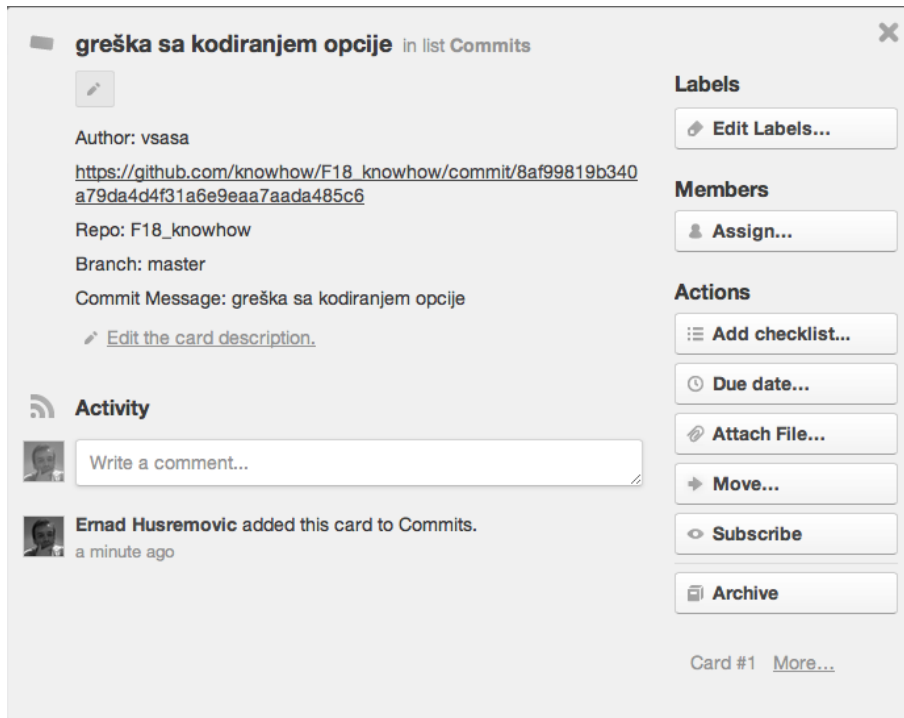 greška sa kodiranjem opcije in list Commits
Author: vsasa
https://github.com/knowhow/F18_knowhow/commit/8af99819b340
a79da4d4f31a6e9eaa7aada485c6
Repo: F18_knowhow
Branch: master
Commit Message: greška sa kodiranjem opcije
Edit the card description.
Activity
Write a comment...
Ernad Husremovic added this card to Commits.
a minute ago
Labels
Edit Labels...
Members
Assign...
Actions
Add checklist...
Due date...
Attach File...
Move...
Subscribe
Archive
Card #1 More...